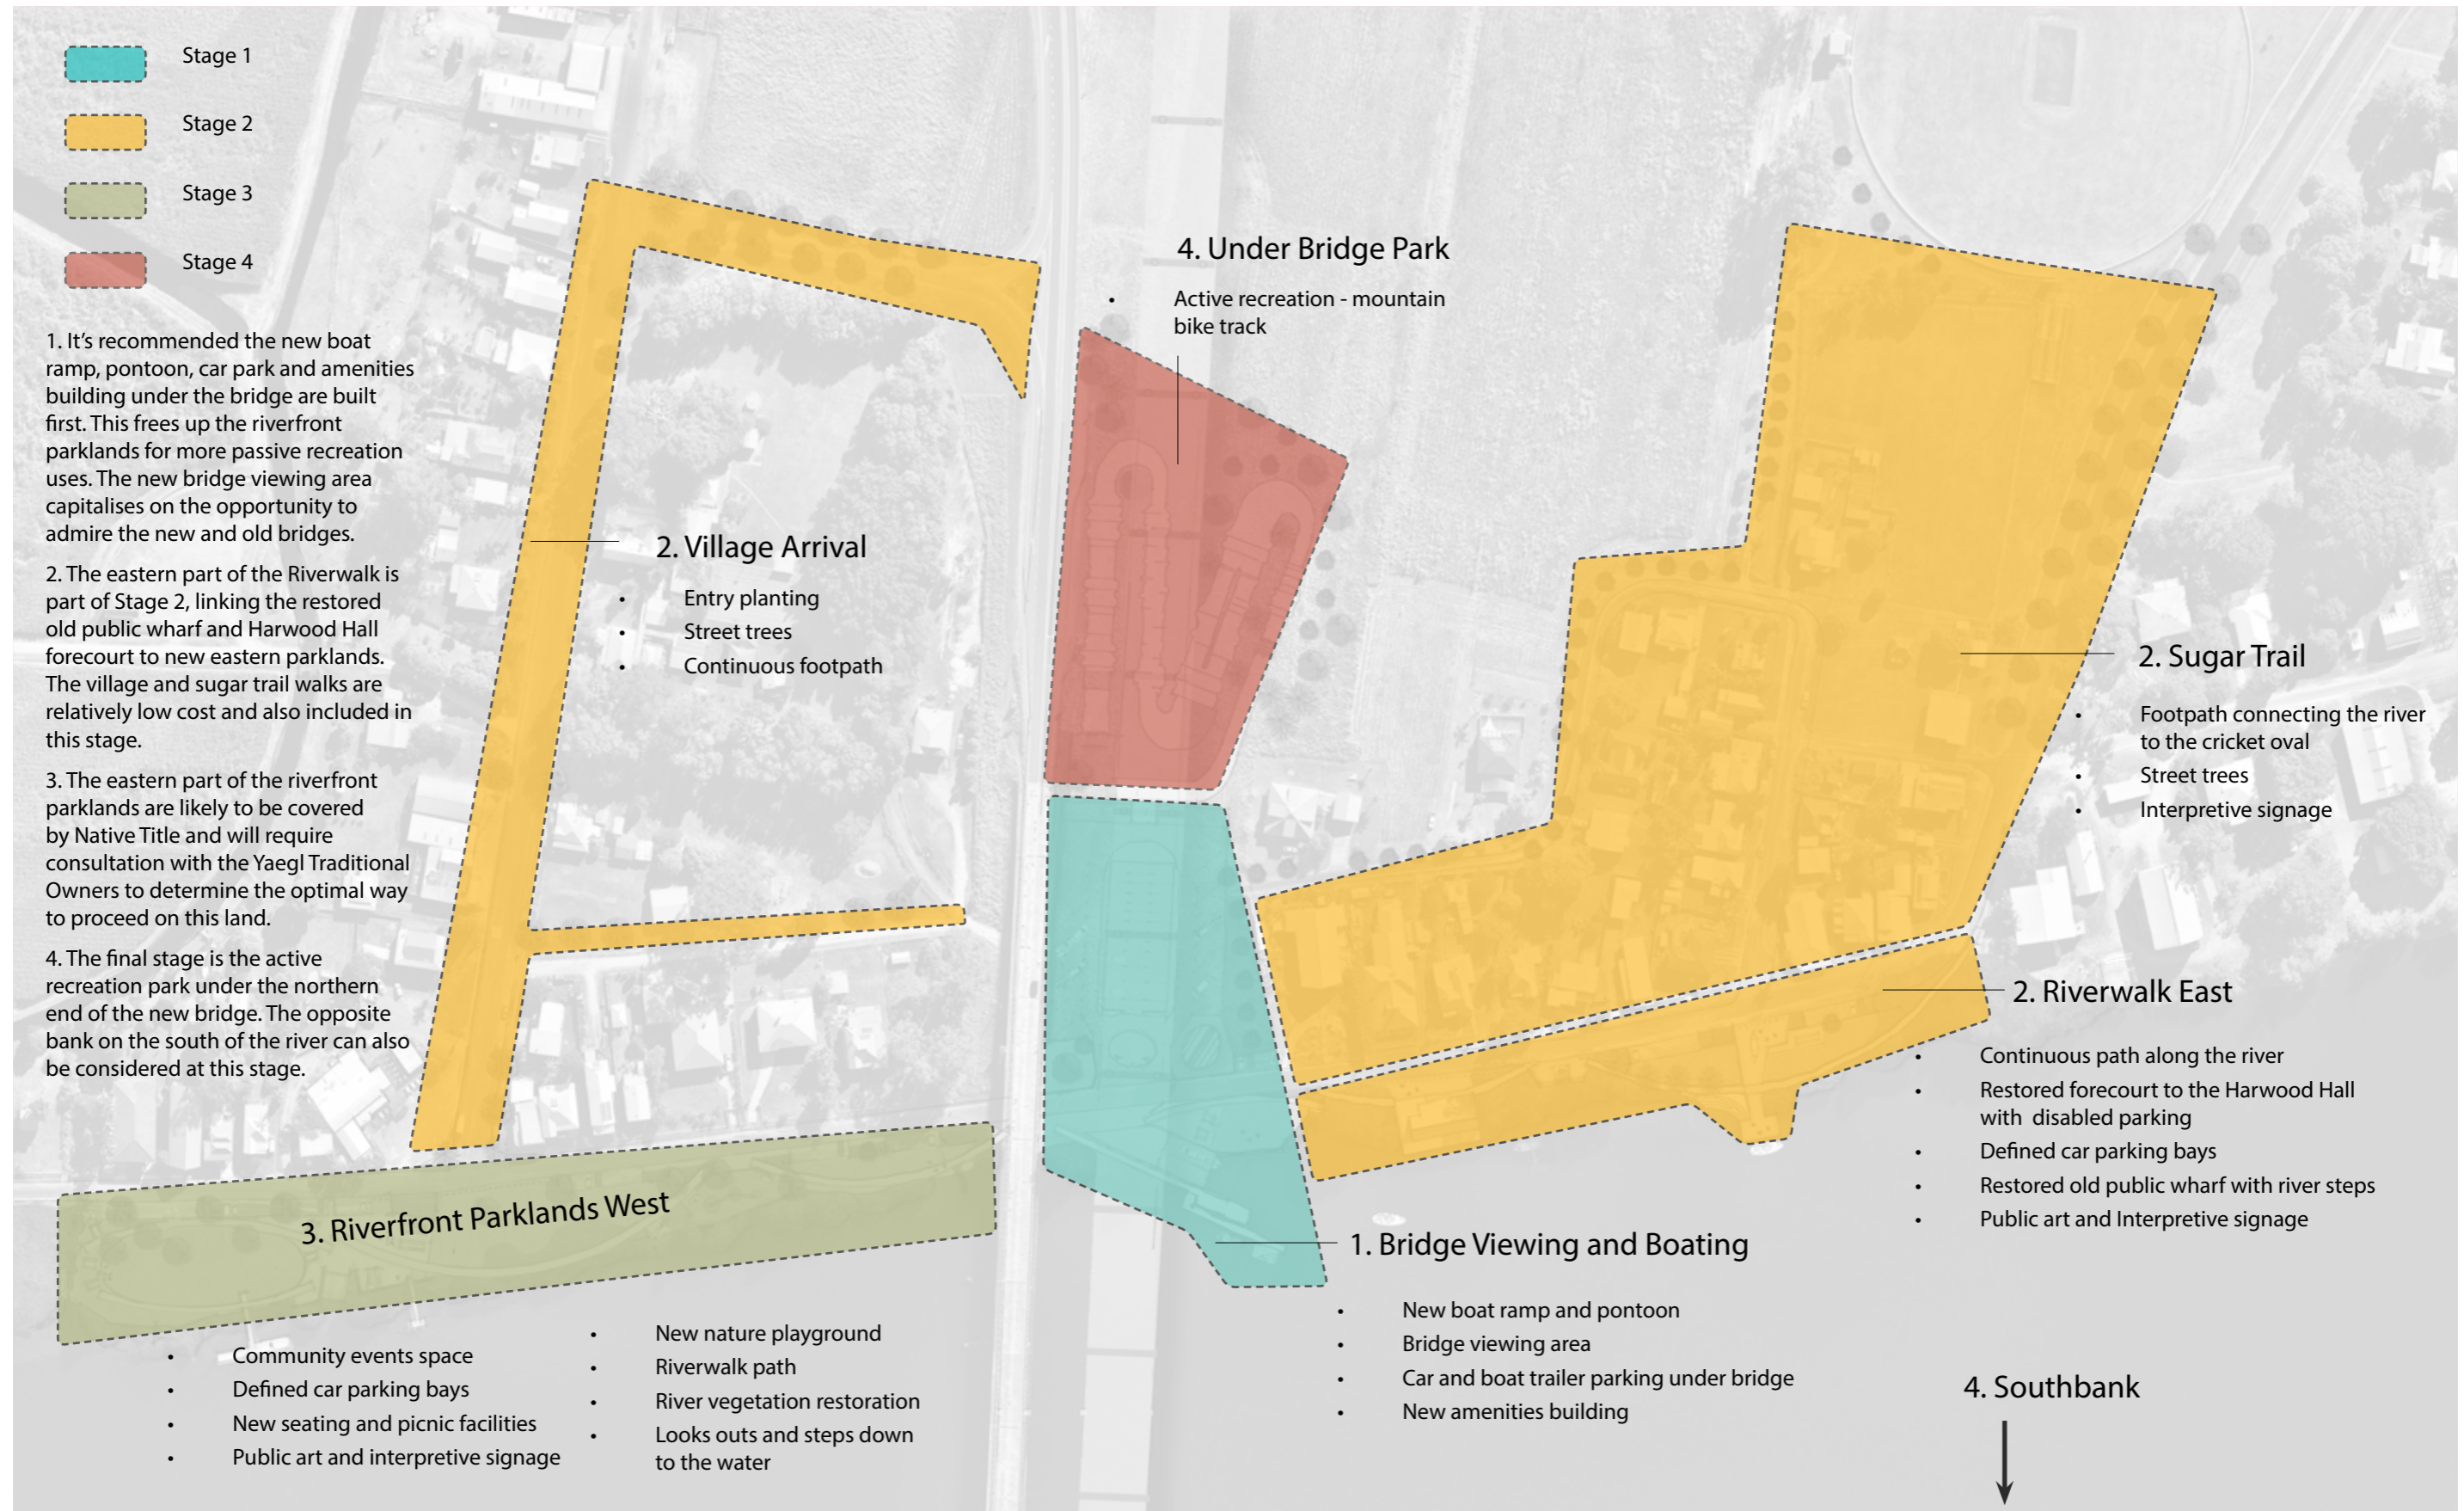 Stage 1
Stage 2
Stage 3
Stage 4
1. It's recommended the new boat
ramp, pontoon, car park and amenities
building under the bridge are built
first. This frees up the riverfront
parklands for more passive recreation
uses. The new bridge viewing area
capitalises on the opportunity to
admire the new and old bridges.
2. The eastern part of the Riverwalk is
part of Stage 2, linking the restored
old public wharf and Harwood Hall
forecourt to new eastern parklands.
The village and sugar trail walks are
relatively low cost and also included in
this stage.
3. The eastern part of the riverfront
parklands are likely to be covered
by Native Title and will require
consultation with the Yaegl Traditional
Owners to determine the optimal way
to proceed on this land.
4. The final stage is the active
recreation park under the northern
end of the new bridge. The opposite
bank on the south of the river can also
be considered at this stage.
4. Under Bridge Park
• Active recreation - mountain
bike track
2. Village Arrival
• Entry planting
• Street trees
• Continuous footpath
2. Sugar Trail
• Footpath connecting the river
to the cricket oval
• Street trees
• Interpretive signage
2. Riverwalk East
• Continuous path along the river
• Restored forecourt to the Harwood Hall
with disabled parking
• Defined car parking bays
• Restored old public wharf with river steps
• Public art and Interpretive signage
3. Riverfront Parklands West
• Community events space
• Defined car parking bays
• New seating and picnic facilities
• Public art and interpretive signage
• New nature playground
• Riverwalk path
• River vegetation restoration
• Looks outs and steps down
to the water
1. Bridge Viewing and Boating
• New boat ramp and pontoon
• Bridge viewing area
• Car and boat trailer parking under bridge
• New amenities building
4. Southbank